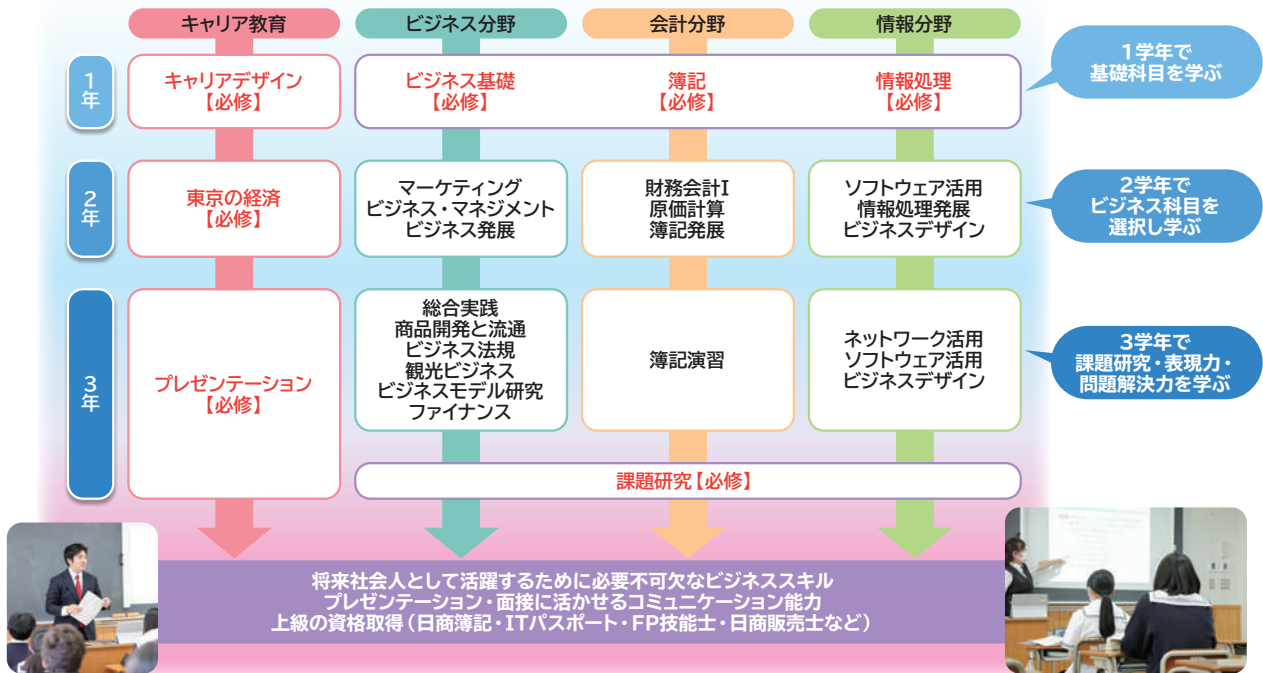 キャリア教育
ビジネス分野
会計分野
情報分野
1年
キャリアデザイン
【必修】
ビジネス基礎
【必修】
簿記
【必修】
情報処理
【必修】
1学年で
基礎科目を学ぶ
2年
東京の経済
【必修】
マーケティング
ビジネス・マネジメント
ビジネス発展
財務会計I
原価計算
簿記発展
ソフトウェア活用
情報処理発展
ビジネスデザイン
2学年で
ビジネス科目を
選択し学ぶ
3年
プレゼンテーション
【必修】
総合実践
商品開発と流通
ビジネス法規
観光ビジネス
ビジネスモデル研究
ファイナンス
簿記演習
ネットワーク活用
ソフトウェア活用
ビジネスデザイン
3学年で
課題研究・表現力・
問題解決力を学ぶ
課題研究【必修】
将来社会人として活躍するために必要不可欠なビジネススキル
プレゼンテーション・面接に活かせるコミュニケーション能力
上級の資格取得(日商簿記・ITパスポート・FP技能士・日商販売士など)